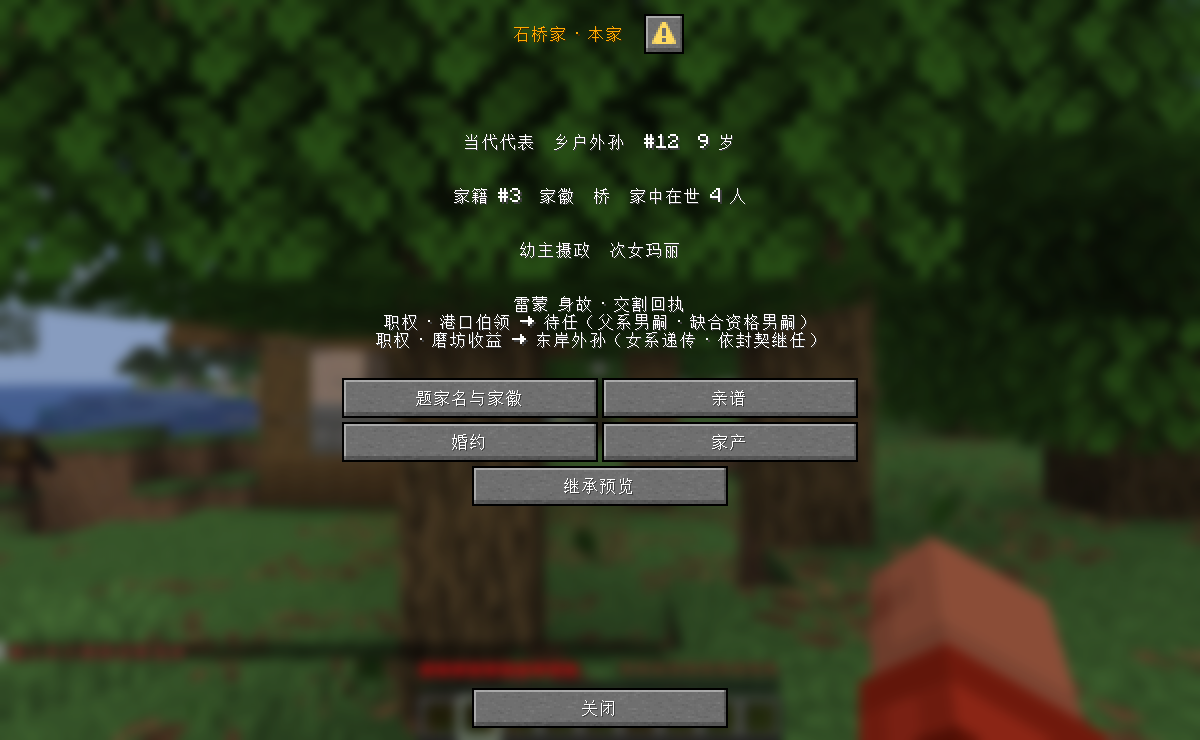 石桥家 · 本家
当代代表 乡户外孙 #12 9 岁
家籍 #3 家徽 桥 家中在世 4 人
幼主摄政 次女玛丽
雷蒙 身故 · 交割回执
职权 · 港口伯领 → 待任（父系男嗣 · 缺合资格男嗣）
职权 · 磨坊收益 → 东岸外孙（女系递传 · 依封契继任）
题家名与家徽
亲谱
婚约
家产
继承预览
关闭